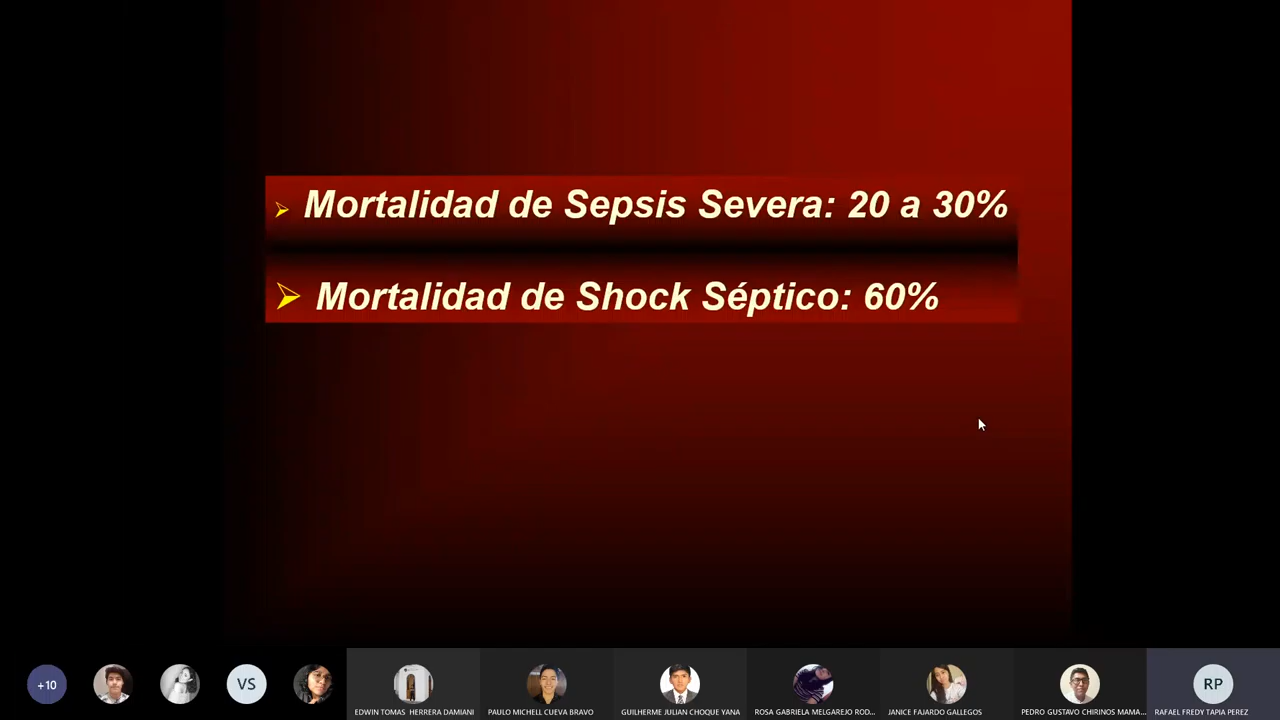 Mortalidad de Sepsis Severa: 20 a 30%
Mortalidad de Shock Séptico: 60%
+10
VS
RP
EDWIN TOMAS HERRERA DAMIANI
PAULO MICHELL CUEVA BRAVO
GUILHERME JULIAN CHOQUE YANA
ROSA GABRIELA MELGAREJO ROD...
JANICE FAJARDO GALLEGOS
PEDRO GUSTAVO CHIRINOS MAMA...
RAFAEL FREDY TAPIA PEREZ